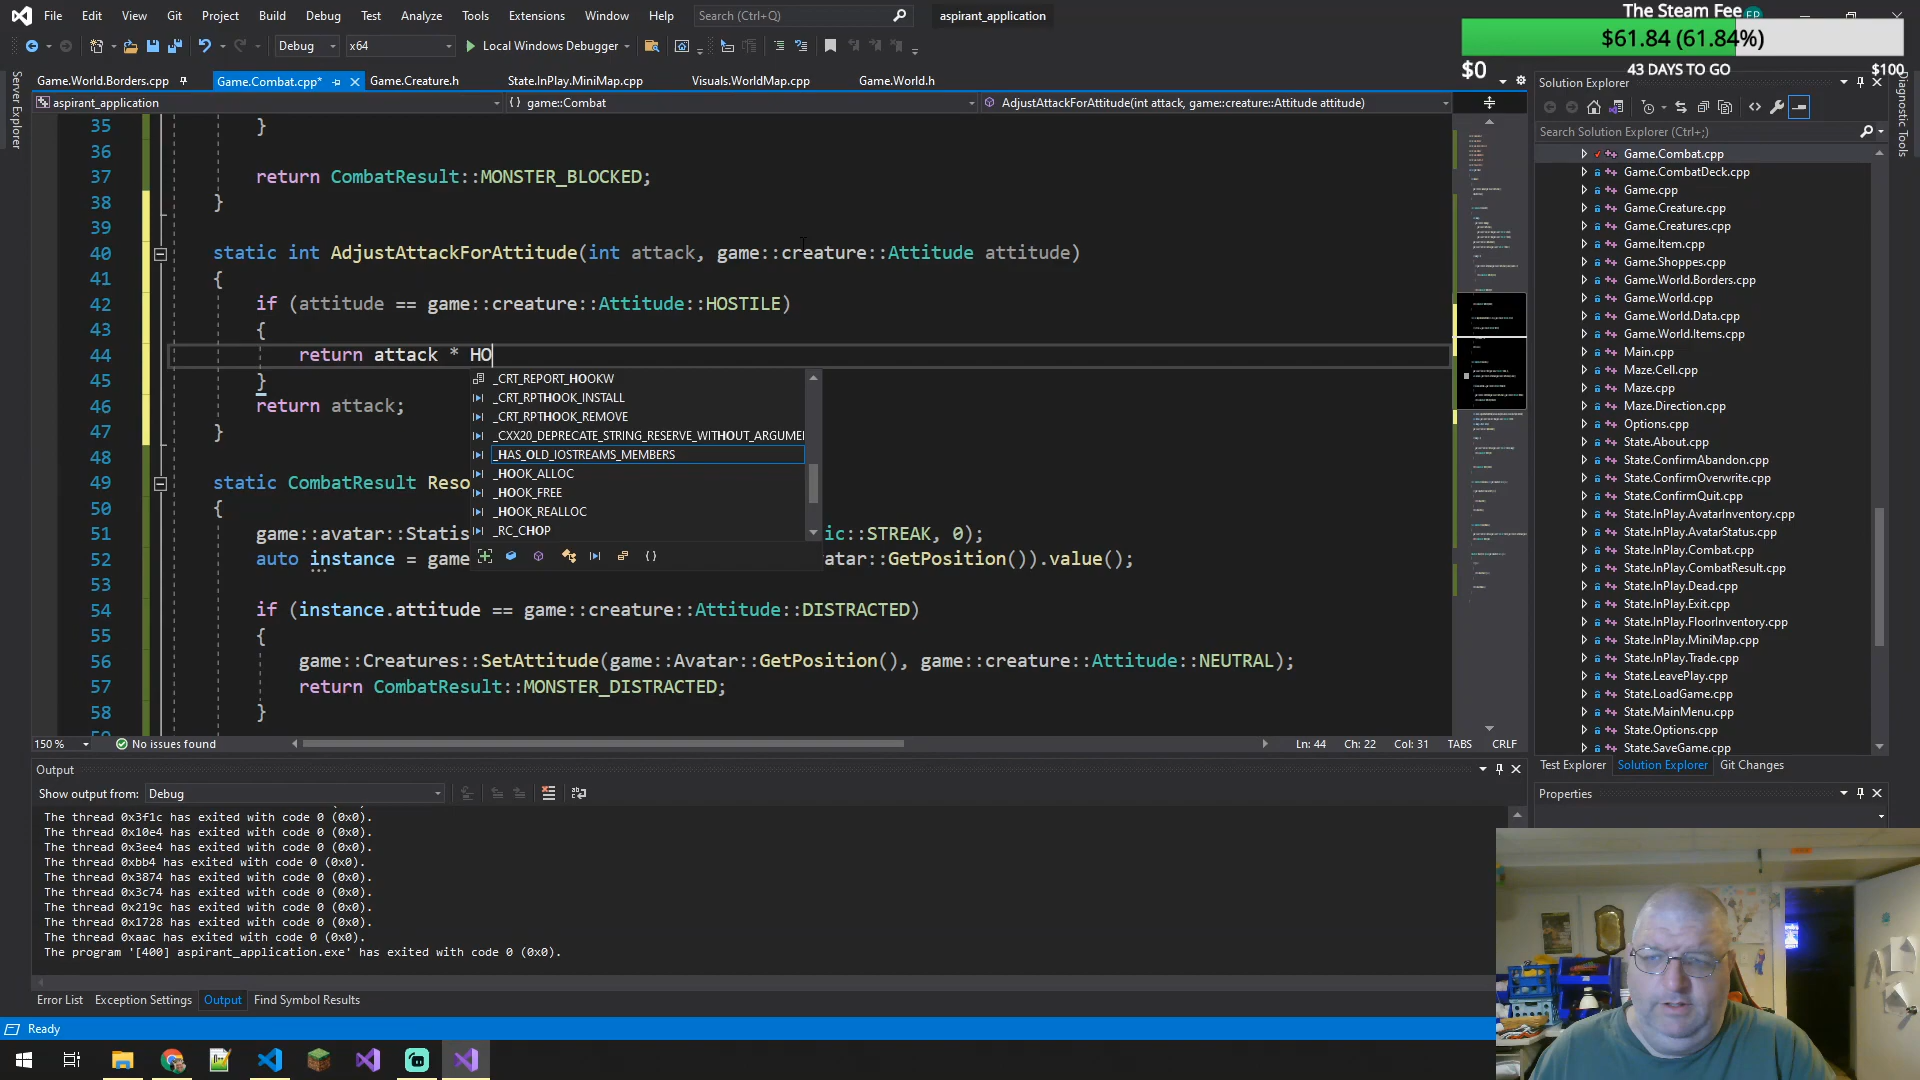 File Edit View Git Project Build Debug Test Analyze Tools Extensions Window Help Search (Ctrl+Q) aspirant_application
The Steam Fee
$61.84 (61.84%)
$0 43 DAYS TO GO $100
Debug x64 Local Windows Debugger
Game.World.Borders.cpp Game.Combat.cpp* Game.Creature.h State.InPlay.MiniMap.cpp Visuals.WorldMap.cpp Game.World.h
aspirant_application {} game::Combat AdjustAttackForAttitude(int attack, game::creature::Attitude attitude)
Server Explorer
35 }
36
37 return CombatResult::MONSTER_BLOCKED;
38 }
39
40 static int AdjustAttackForAttitude(int attack, game::creature::Attitude attitude)
41 {
42 if (attitude == game::creature::Attitude::HOSTILE)
43 {
44 return attack * HO
45 }
46 return attack;
47 }
48
49 static CombatResult Reso
50 {
51 game::avatar::Statis ic::STREAK, 0);
52 auto instance = game atar::GetPosition()).value();
53
54 if (instance.attitude == game::creature::Attitude::DISTRACTED)
55 {
56 game::Creatures::SetAttitude(game::Avatar::GetPosition(), game::creature::Attitude::NEUTRAL);
57 return CombatResult::MONSTER_DISTRACTED;
58 }
_CRT_REPORT_HOOKW
_CRT_RPTHOOK_INSTALL
_CRT_RPTHOOK_REMOVE
_CXX20_DEPRECATE_STRING_RESERVE_WITHOUT_ARGUME
_HAS_OLD_IOSTREAMS_MEMBERS
_HOOK_ALLOC
_HOOK_FREE
_HOOK_REALLOC
_RC_CHOP
150 % No issues found Ln: 44 Ch: 22 Col: 31 TABS CRLF
Output
Show output from: Debug
The thread 0x3f1c has exited with code 0 (0x0).
The thread 0x10e4 has exited with code 0 (0x0).
The thread 0x3ee4 has exited with code 0 (0x0).
The thread 0xbb4 has exited with code 0 (0x0).
The thread 0x3874 has exited with code 0 (0x0).
The thread 0x3c74 has exited with code 0 (0x0).
The thread 0x219c has exited with code 0 (0x0).
The thread 0x1728 has exited with code 0 (0x0).
The thread 0xaac has exited with code 0 (0x0).
The program '[400] aspirant_application.exe' has exited with code 0 (0x0).
Error List Exception Settings Output Find Symbol Results
Ready
Solution Explorer
Search Solution Explorer (Ctrl+;)
Game.Combat.cpp
Game.CombatDeck.cpp
Game.cpp
Game.Creature.cpp
Game.Creatures.cpp
Game.Item.cpp
Game.Shoppes.cpp
Game.World.Borders.cpp
Game.World.cpp
Game.World.Data.cpp
Game.World.Items.cpp
Main.cpp
Maze.Cell.cpp
Maze.cpp
Maze.Direction.cpp
Options.cpp
State.About.cpp
State.ConfirmAbandon.cpp
State.ConfirmOverwrite.cpp
State.ConfirmQuit.cpp
State.InPlay.AvatarInventory.cpp
State.InPlay.AvatarStatus.cpp
State.InPlay.Combat.cpp
State.InPlay.CombatResult.cpp
State.InPlay.Dead.cpp
State.InPlay.Exit.cpp
State.InPlay.FloorInventory.cpp
State.InPlay.MiniMap.cpp
State.InPlay.Trade.cpp
State.LeavePlay.cpp
State.LoadGame.cpp
State.MainMenu.cpp
State.Options.cpp
State.SaveGame.cpp
Test Explorer Solution Explorer Git Changes
Properties
Diagnostic Tools